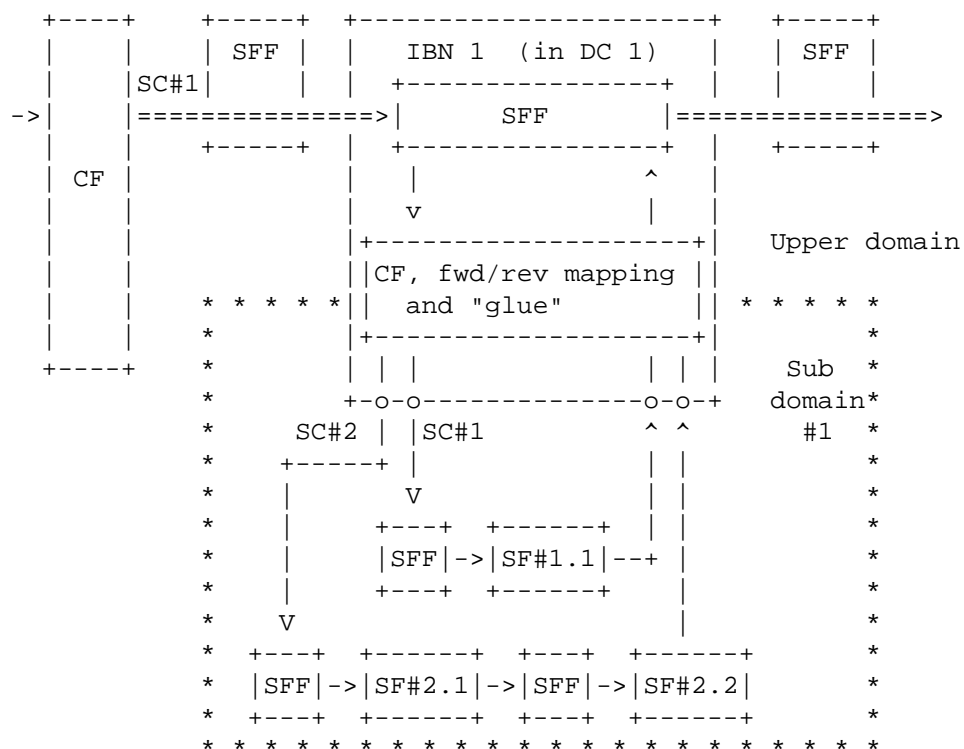 SFF IBN 1 (in DC 1) SFF
SC#1
SFF
CF
Upper domain
CF, fwd/rev mapping
and "glue"
Sub
domain
SC#2 SC#1 #1
SFF SF#1.1
SFF SF#2.1 SFF SF#2.2